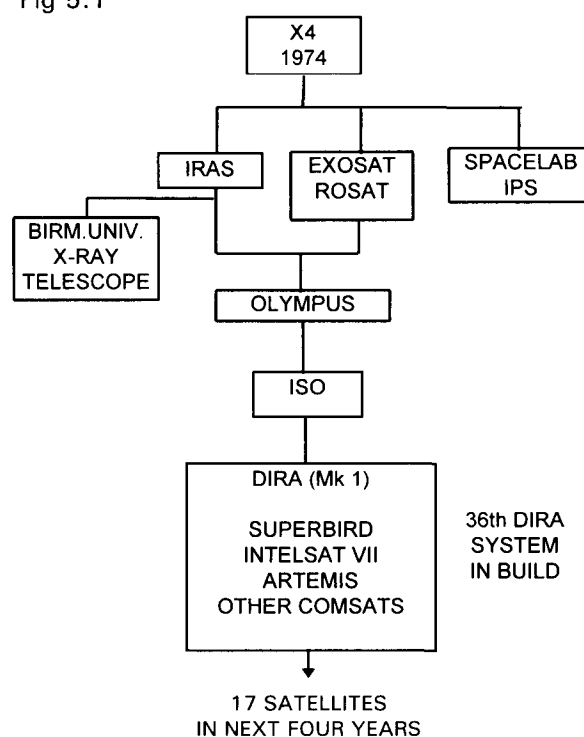 Fig 5.1
X4
1974
IRAS
EXOSAT
ROSAT
SPACELAB
IPS
BIRM.UNIV.
X-RAY
TELESCOPE
OLYMPUS
ISO
DIRA (Mk 1)
SUPERBIRD
INTELSAT VII
ARTEMIS
OTHER COMSATS
36th DIRA
SYSTEM
IN BUILD
17 SATELLITES
IN NEXT FOUR YEARS